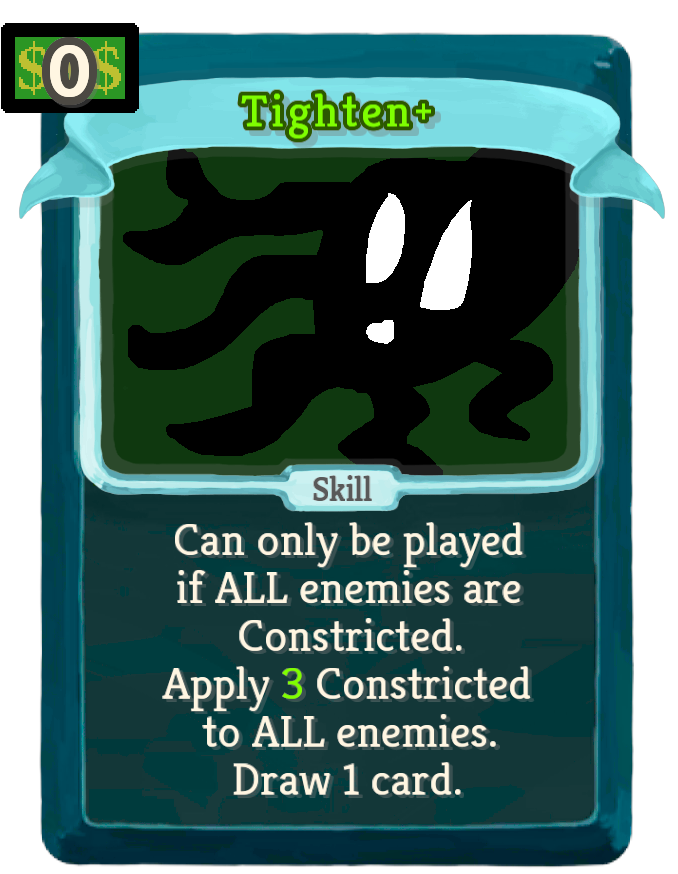 $0$
Tighten+
Skill
Can only be played
if ALL enemies are
Constricted.
Apply 3 Constricted
to ALL enemies.
Draw 1 card.